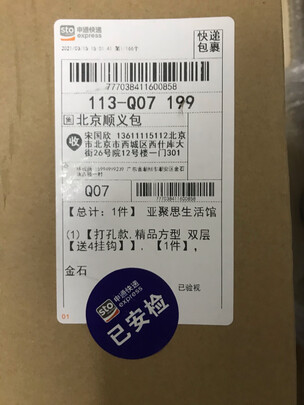 sto 申通快递
express
快递
包裹
777038411600858
113-Q07 199
集 北京顺义包
收 宋国欣 13611115112北京
市北京市西城区西什库大
街26号院12号楼一门301
777038411600858
Q07
【总计：1件】 亚聚思生活馆
(1)【打孔款,精品方型 双层
【送4挂钩】】,【1件】,
金石
已验视
sto 申通快递
express
已安检
01